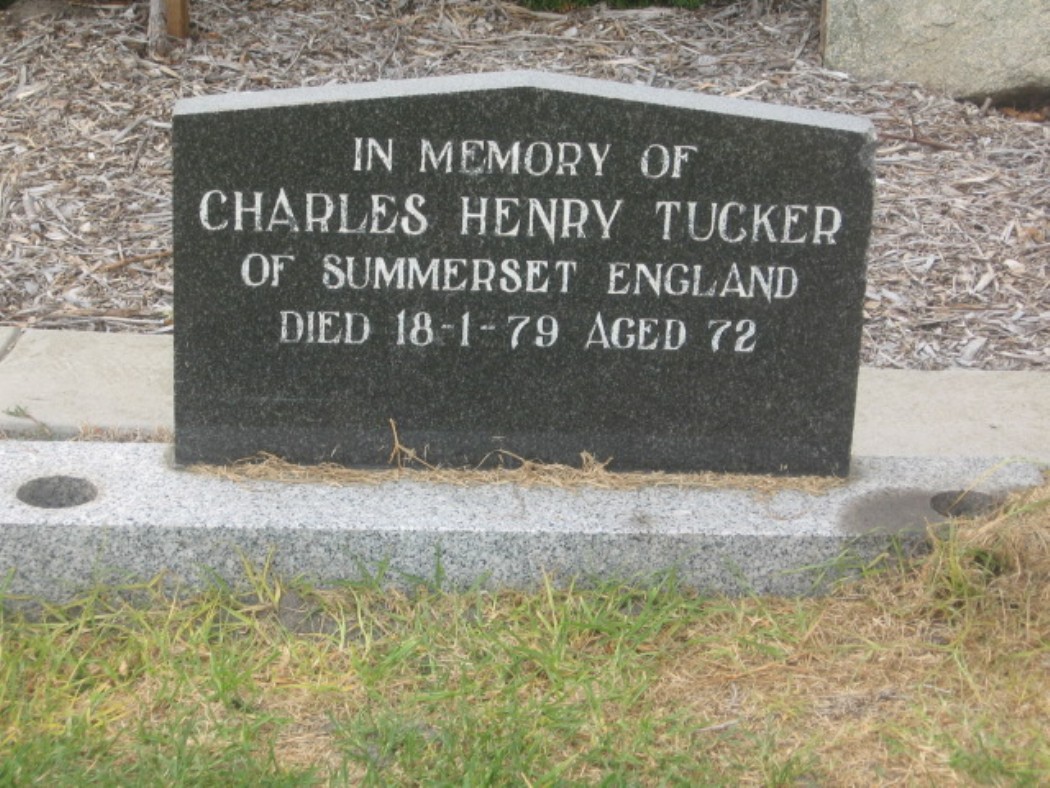 IN MEMORY OF
CHARLES HENRY TUCKER
OF SUMMERSET ENGLAND
DIED 18-1-79 AGED 72